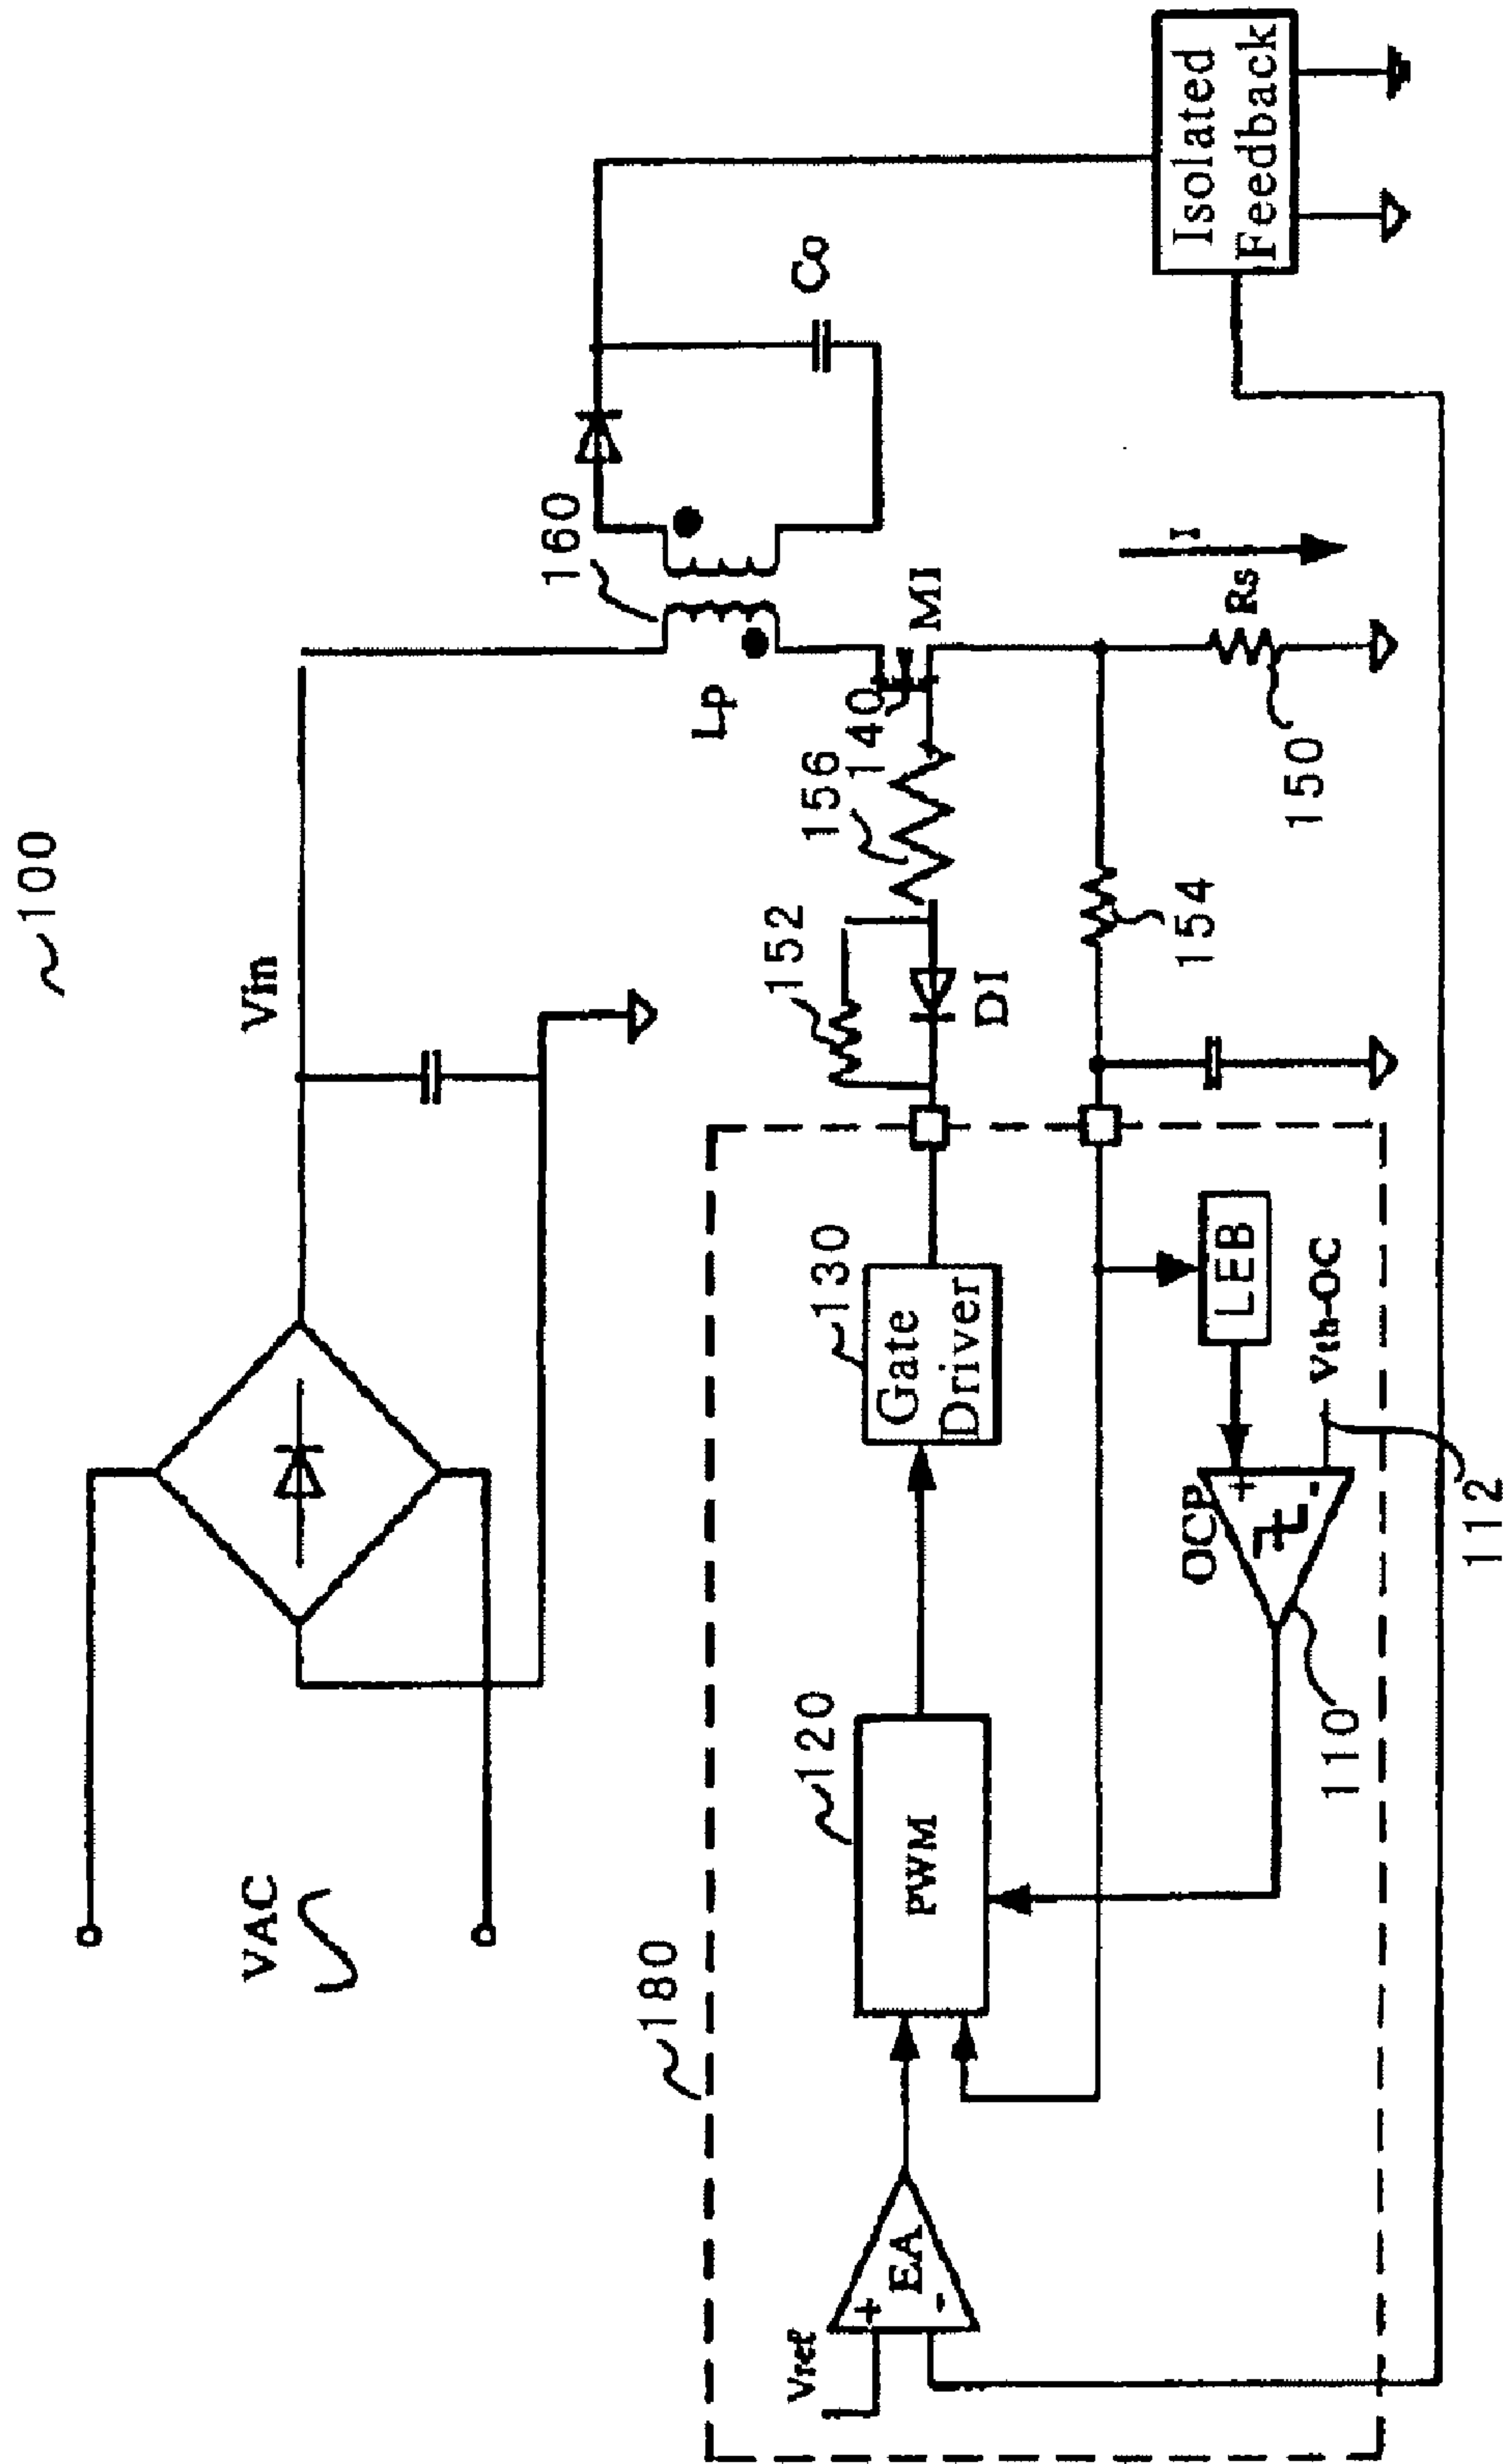 100
VAC
Vin
160
Co
Lp
180
Vref
+
-
EA
120
PWM
130
Gate
Driver
152
DI
156
140
MI
154
150
Rs
I
LEB
OCP
+
-
Vth-OC
110
112
Isolated
Feedback